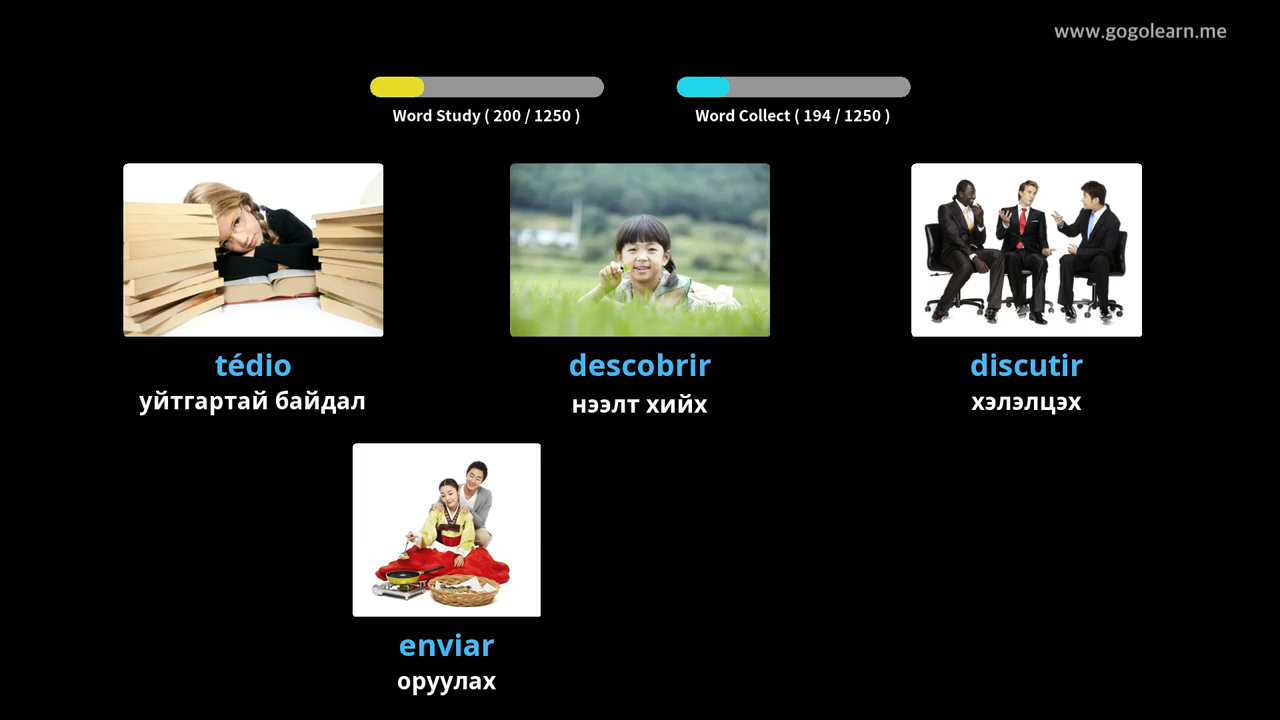 www.gogolearn.me
Word Study ( 200 / 1250 )
Word Collect ( 194 / 1250 )
tédio
уйтгартай байдал
descobrir
нээлт хийх
discutir
хэлэлцэх
enviar
оруулах